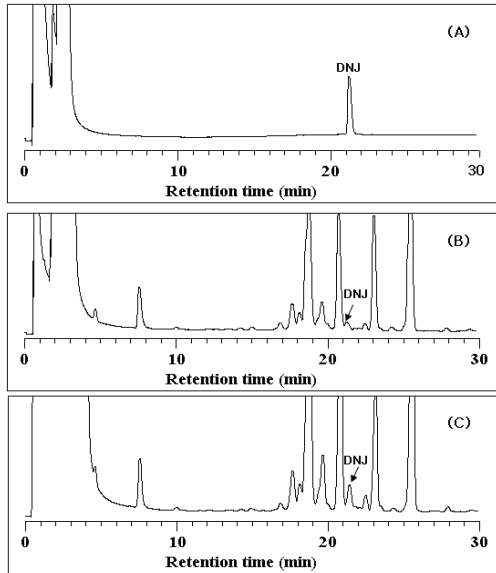 (A)
DNJ
0 10 20 30
Retention time (min)
(B)
DNJ
0 10 20 30
Retention time (min)
(C)
DNJ
0 10 20 30
Retention time (min)